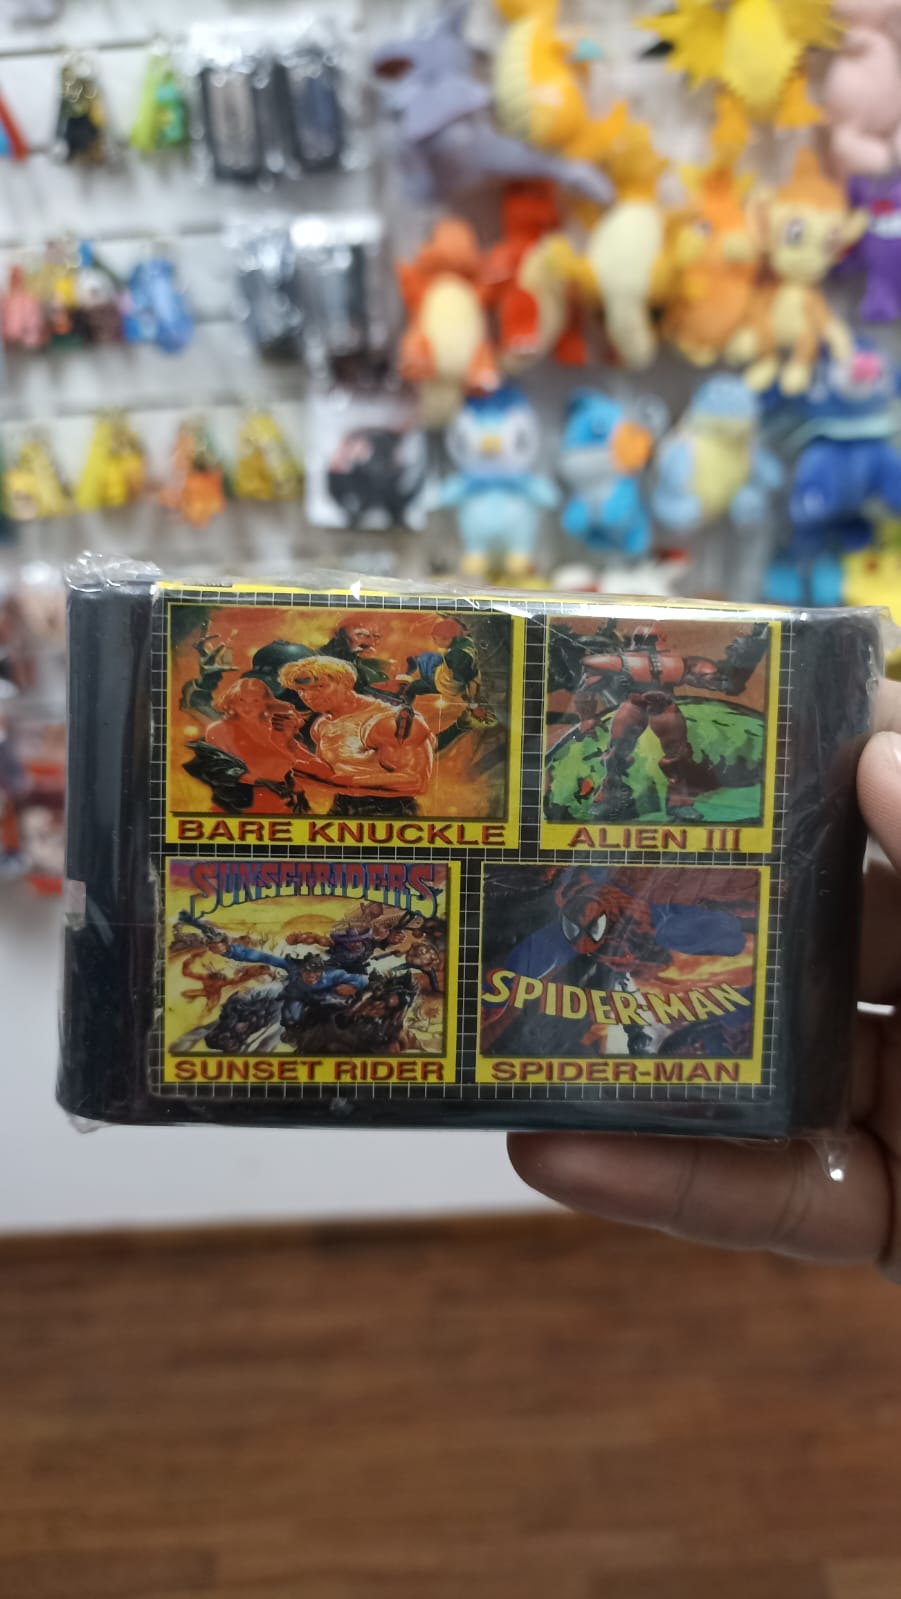 BARE KNUCKLE
ALIEN III
SUNSETRIDERS
SUNSET RIDER
SPIDER-MAN
SPIDER-MAN